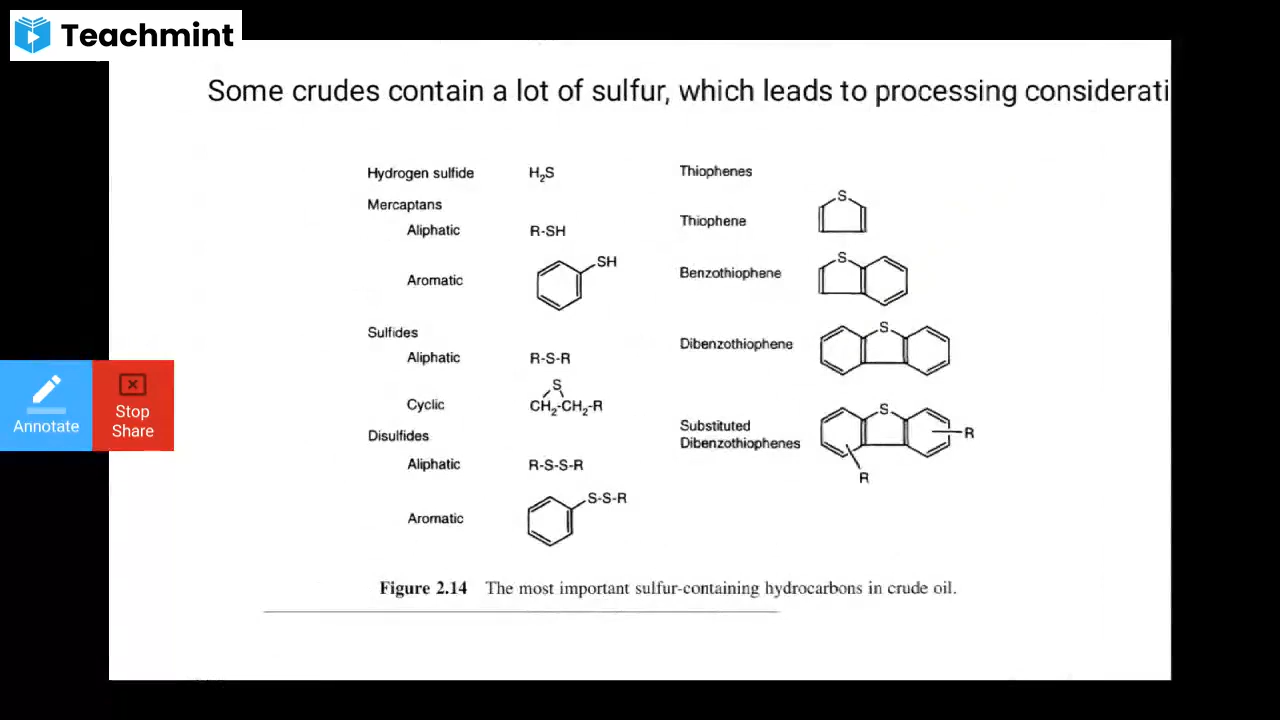 Teachmint
Some crudes contain a lot of sulfur, which leads to processing considerati
Hydrogen sulfide H₂S
Mercaptans
Aliphatic R-SH
Aromatic SH
Sulfides
Aliphatic R-S-R
S
Cyclic CH₂-CH₂-R
Disulfides
Aliphatic R-S-S-R
Aromatic S-S-R
Thiophenes
Thiophene S
Benzothiophene S
Dibenzothiophene S
Substituted S
Dibenzothiophenes R
R
Annotate
Stop
Share
Figure 2.14 The most important sulfur-containing hydrocarbons in crude oil.